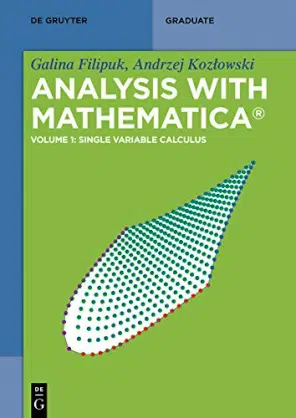 DE GRUYTER
GRADUATE
Galina Filipuk, Andrzej Kozłowski
ANALYSIS WITH
MATHEMATICA®
VOLUME 1: SINGLE VARIABLE CALCULUS
DE
G